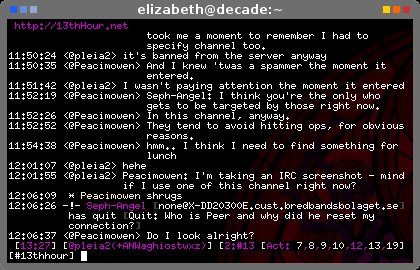 elizabeth@decade:~
http://13thHour.net
took me a moment to remember I had to
specify channel too.
11:50:24 <@pleia2> it's banned from the server anyway
11:50:35 <@Peacimowen> And I knew 'twas a spammer the moment it
entered.
11:51:42 <@pleia2> I wasn't paying attention the moment it entered
11:52:19 <@Peacimowen> Seph-Angel: I think you're the only who
gets to be targeted by those right now.
11:52:26 <@Peacimowen> In this channel, anyway.
11:52:52 <@Peacimowen> They tend to avoid hitting ops, for obvious
reasons.
11:54:38 <@Peacimowen> hmm.. I think I need to find something for
lunch
12:01:07 <@pleia2> hehe
12:01:55 <@pleia2> Peacimowen: I'm taking an IRC screenshot - mind
if I use one of this channel right now?
12:06:09 * Peacimowen shrugs
12:06:26 -!- Seph-Angel [none@X-DD20300E.cust.bredbandsbolaget.se]
has quit [Quit: Who is Peer and why did he reset my
connection?]
12:06:37 <@Peacimowen> Do I look alright?
[13:27] [@pleia2(+ANWaghiostwxz)] [2:#13 [Act: 7,8,9,10,12,13,19]
[#13thhour]